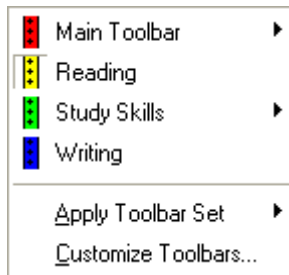 Main Toolbar
Reading
Study Skills
Writing
Apply Toolbar Set
Customize Toolbars...